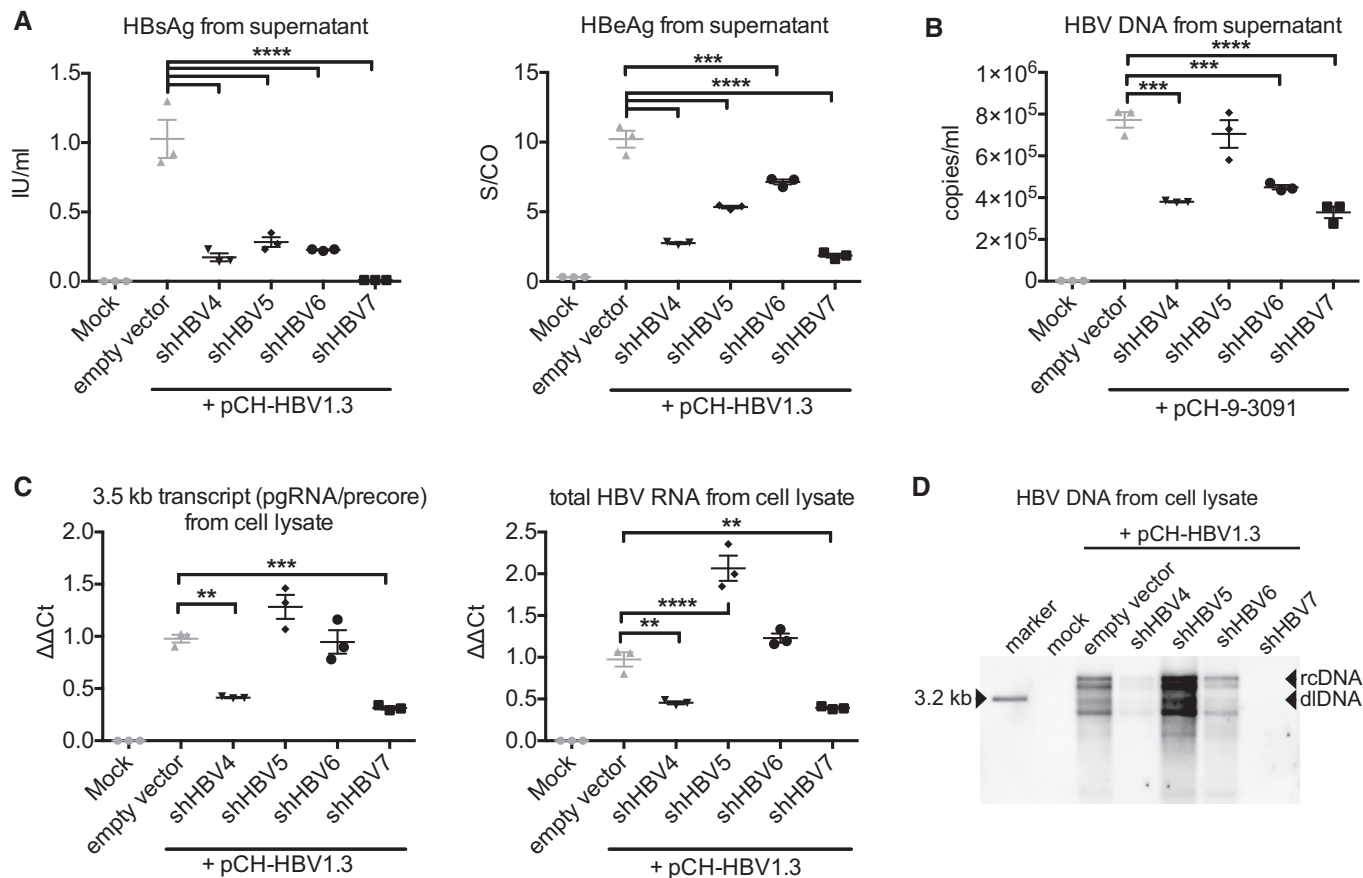 A
HBsAg from supernatant
****
1.5
1.0
0.5
0.0
IU/ml
Mock
empty vector
shHBV4
shHBV5
shHBV6
shHBV7
+ pCH-HBV1.3
HBeAg from supernatant
***
****
15
10
5
0
S/CO
Mock
empty vector
shHBV4
shHBV5
shHBV6
shHBV7
+ pCH-HBV1.3
B
HBV DNA from supernatant
****
***
***
1×10⁶
8×10⁵
6×10⁵
4×10⁵
2×10⁵
0
copies/ml
Mock
empty vector
shHBV4
shHBV5
shHBV6
shHBV7
+ pCH-9-3091
C
3.5 kb transcript (pgRNA/precore)
from cell lysate
***
**
2.0
1.5
1.0
0.5
0.0
ΔΔCt
Mock
empty vector
shHBV4
shHBV5
shHBV6
shHBV7
+ pCH-HBV1.3
total HBV RNA from cell lysate
**
****
**
2.5
2.0
1.5
1.0
0.5
0.0
ΔΔCt
Mock
empty vector
shHBV4
shHBV5
shHBV6
shHBV7
+ pCH-HBV1.3
D
HBV DNA from cell lysate
+ pCH-HBV1.3
marker
mock
empty vector
shHBV4
shHBV5
shHBV6
shHBV7
3.2 kb
rcDNA
dlDNA